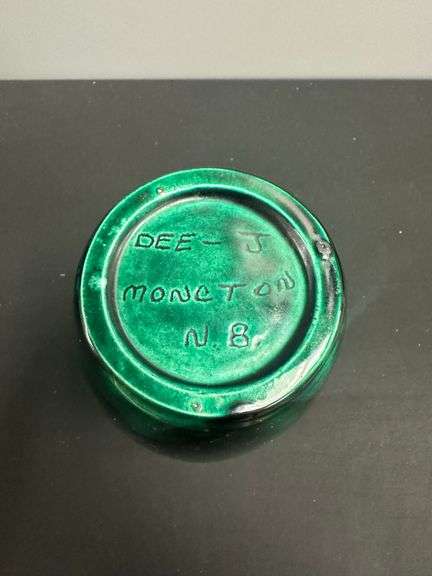 DEE - J
MONCTON
N.B.